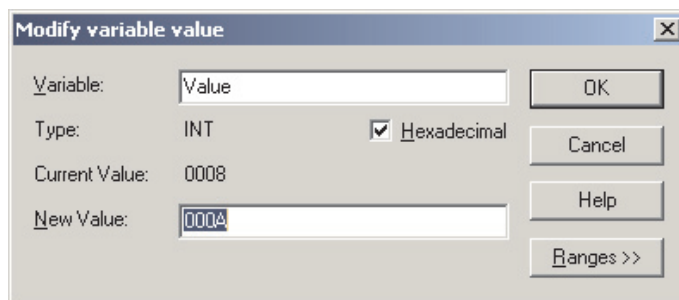 Modify variable value
Variable: Value
OK
Type: INT Hexadecimal
Cancel
Current Value: 0008
Help
New Value: 000A
Ranges >>